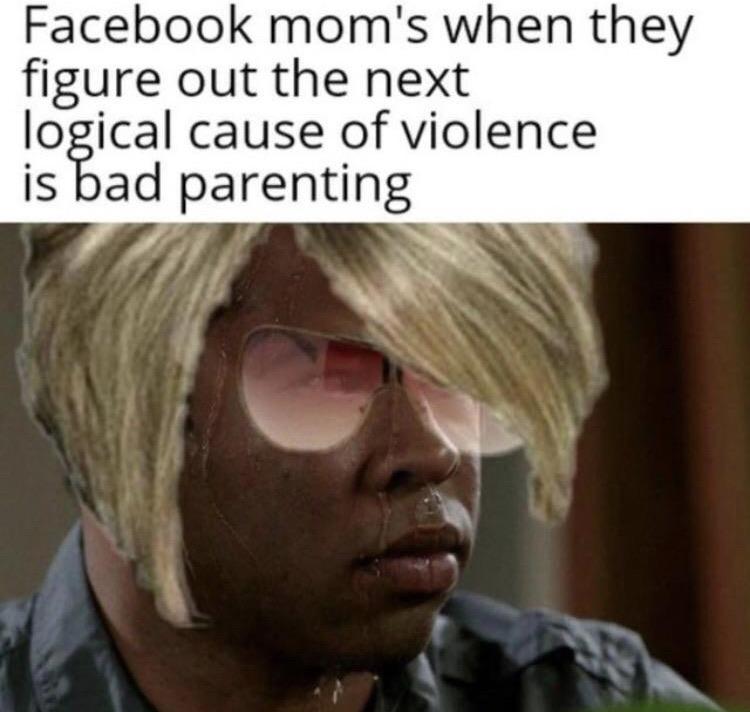 Facebook mom's when they
figure out the next
logical cause of violence
is bad parenting